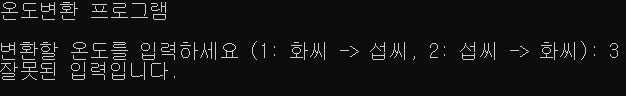 온도변환 프로그램
변환할 온도를 입력하세요 (1: 화씨 -> 섭씨, 2: 섭씨 -> 화씨): 3
잘못된 입력입니다.